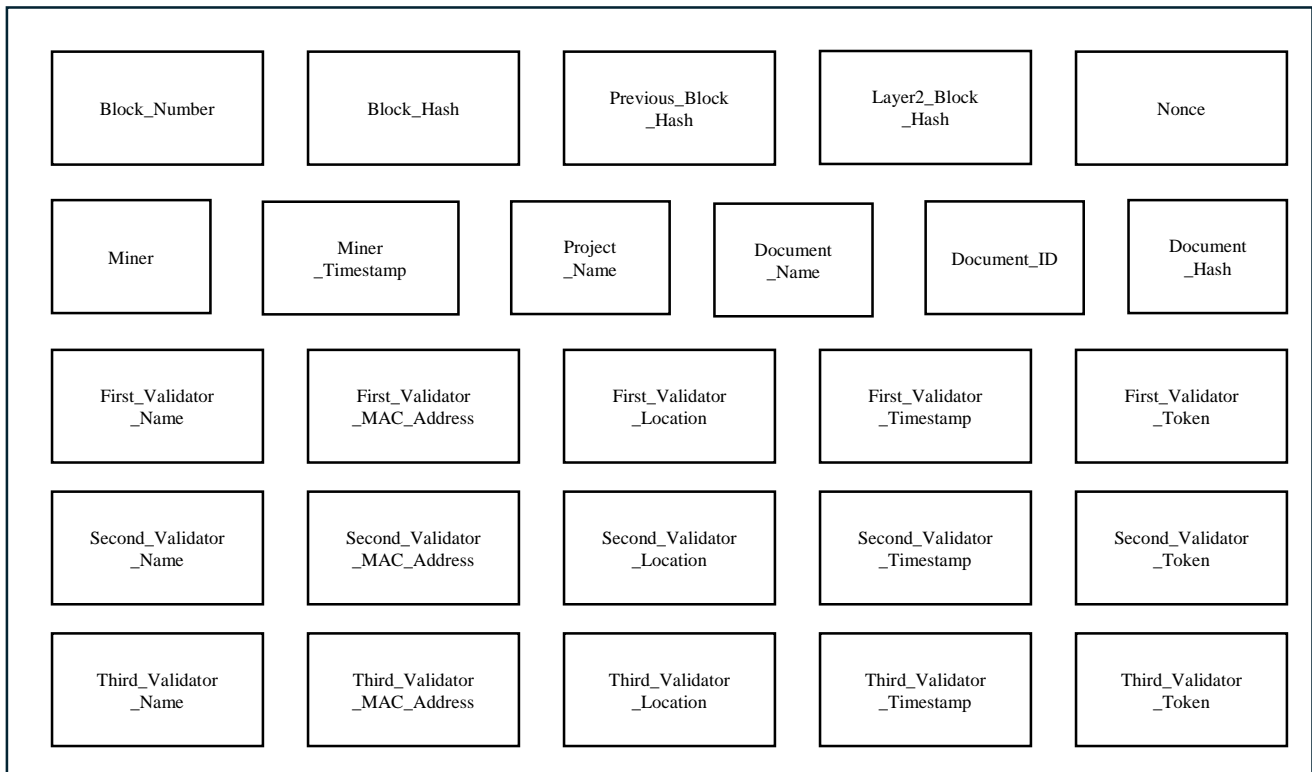 Block_Number
Block_Hash
Previous_Block
_Hash
Layer2_Block
_Hash
Nonce
Miner
Miner
_Timestamp
Project
_Name
Document
_Name
Document_ID
Document
_Hash
First_Validator
_Name
First_Validator
_MAC_Address
First_Validator
_Location
First_Validator
_Timestamp
First_Validator
_Token
Second_Validator
_Name
Second_Validator
_MAC_Address
Second_Validator
_Location
Second_Validator
_Timestamp
Second_Validator
_Token
Third_Validator
_Name
Third_Validator
_MAC_Address
Third_Validator
_Location
Third_Validator
_Timestamp
Third_Validator
_Token